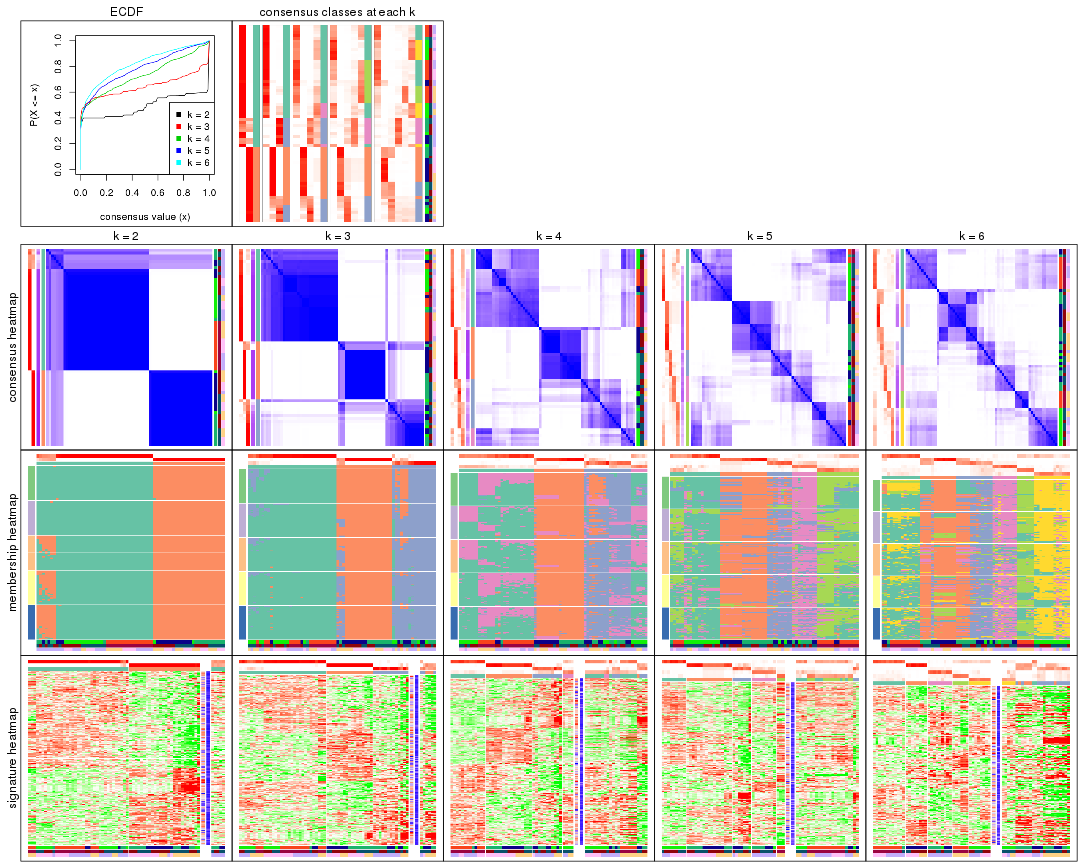 ECDF
consensus classes at each k
P(X <= x)
0.0
0.2
0.4
0.6
0.8
1.0
k = 2
k = 3
k = 4
k = 5
k = 6
0.0 0.2 0.4 0.6 0.8 1.0
consensus value (x)
k = 2
k = 3
k = 4
k = 5
k = 6
consensus heatmap
membership heatmap
signature heatmap